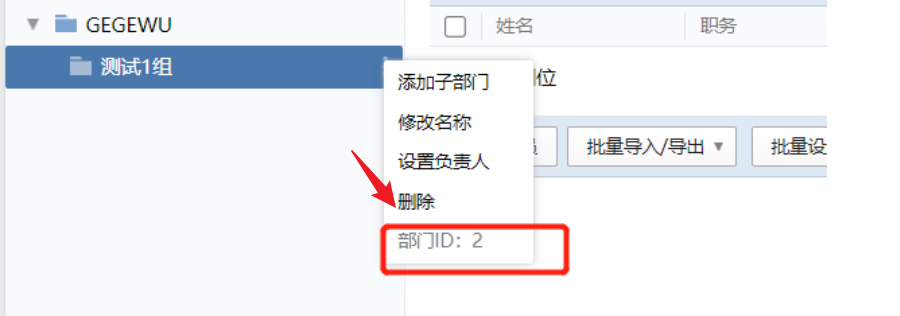 GEGEWU
测试1组
姓名 职务
添加子部门
位
修改名称
批量导入/导出 批量设
设置负责人
删除
部门ID：2